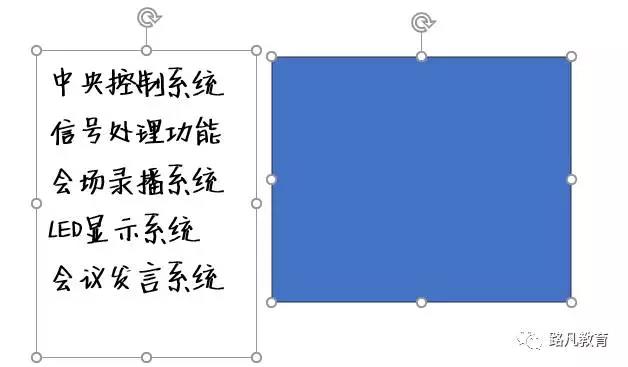 中央控制系统
信号处理功能
会场录播系统
LED显示系统
会议发言系统
路凡教育